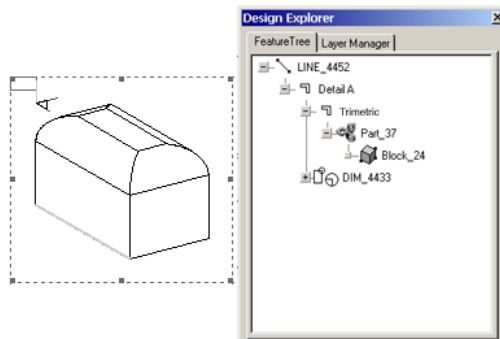 Design Explorer
FeatureTree
Layer Manager
LINE_4452
Detail A
Trimetric
Part_37
Block_24
DIM_4433
A